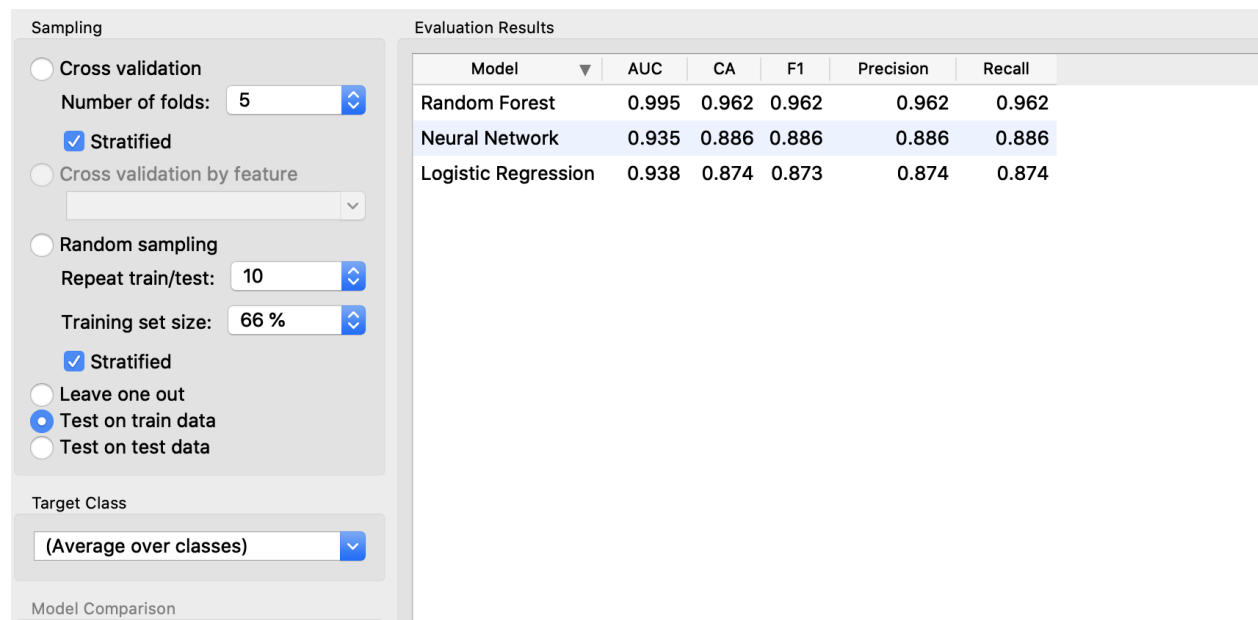 Sampling
Cross validation
Number of folds: 5
Stratified
Cross validation by feature
Random sampling
Repeat train/test: 10
Training set size: 66 %
Stratified
Leave one out
Test on train data
Test on test data
Target Class
(Average over classes)
Model Comparison
Evaluation Results
Model AUC CA F1 Precision Recall
Random Forest 0.995 0.962 0.962 0.962 0.962
Neural Network 0.935 0.886 0.886 0.886 0.886
Logistic Regression 0.938 0.874 0.873 0.874 0.874